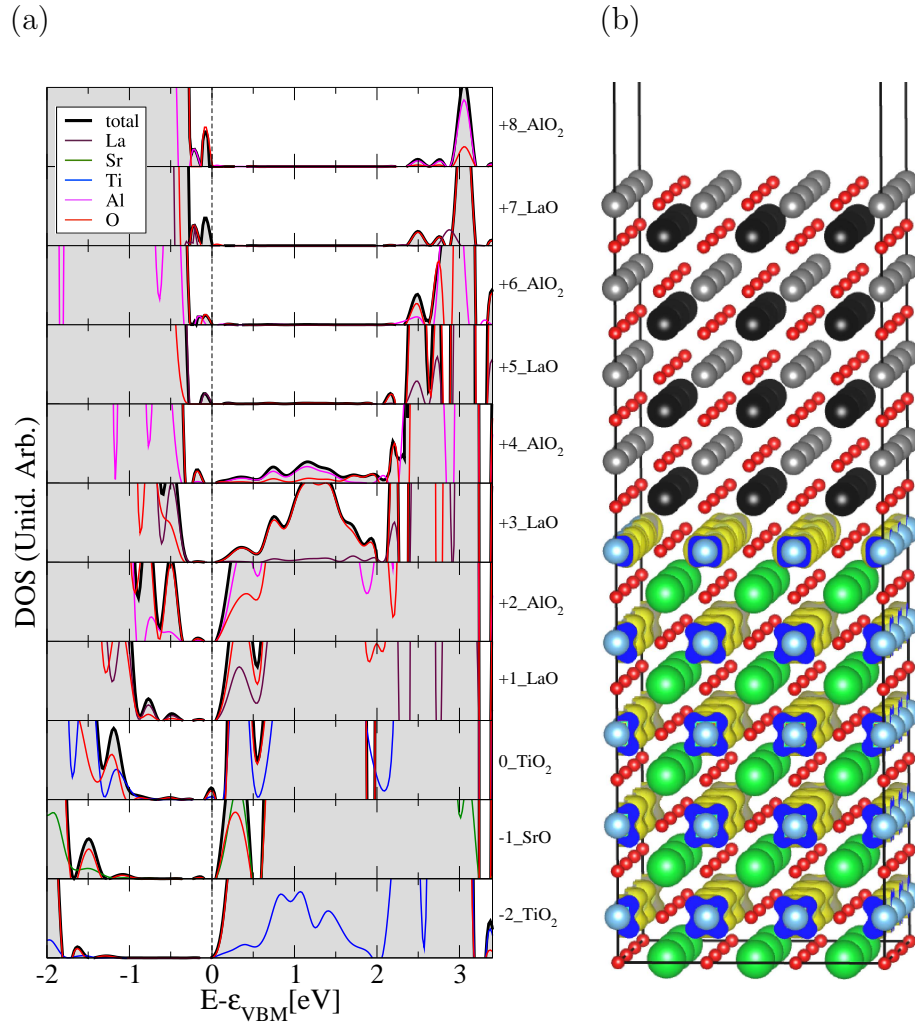 (a)
(b)
total
La
Sr
Ti
Al
O
+8_AlO₂
+7_LaO
+6_AlO₂
+5_LaO
+4_AlO₂
+3_LaO
+2_AlO₂
+1_LaO
0_TiO₂
-1_SrO
-2_TiO₂
DOS (Unid. Arb.)
-2 -1 0 1 2 3
E-ε_VBM[eV]